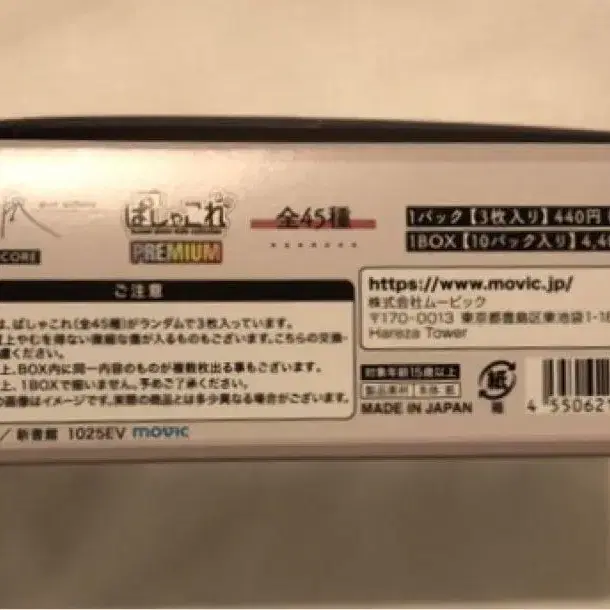 CORE
ぱしゃこれ
PREMIUM
全45種
1パック【3枚入り】440円
1BOX【10パック入り】4,4
ご注意
は、ぱしゃこれ(全45種)がランダムで3枚入っています。
上やむを得ない微細な傷が入るものもございます。こちらの交換・
慮ください。
上、BOX内に同一内容のものが複数枚出る事もございます。
上、1BOXで揃いません。予めご了承ください。
の画像はイメージです。実際の商品とは多少異なる場合がございます。
/ 新書館 1025EV movic
https://www.movic.jp/
株式会社ムービック
〒170-0013 東京都豊島区東池袋1-18
Hareza Tower
対象年齢15歳以上
製品素材 本体:紙
MADE IN JAPAN
紙
箱
4 550621